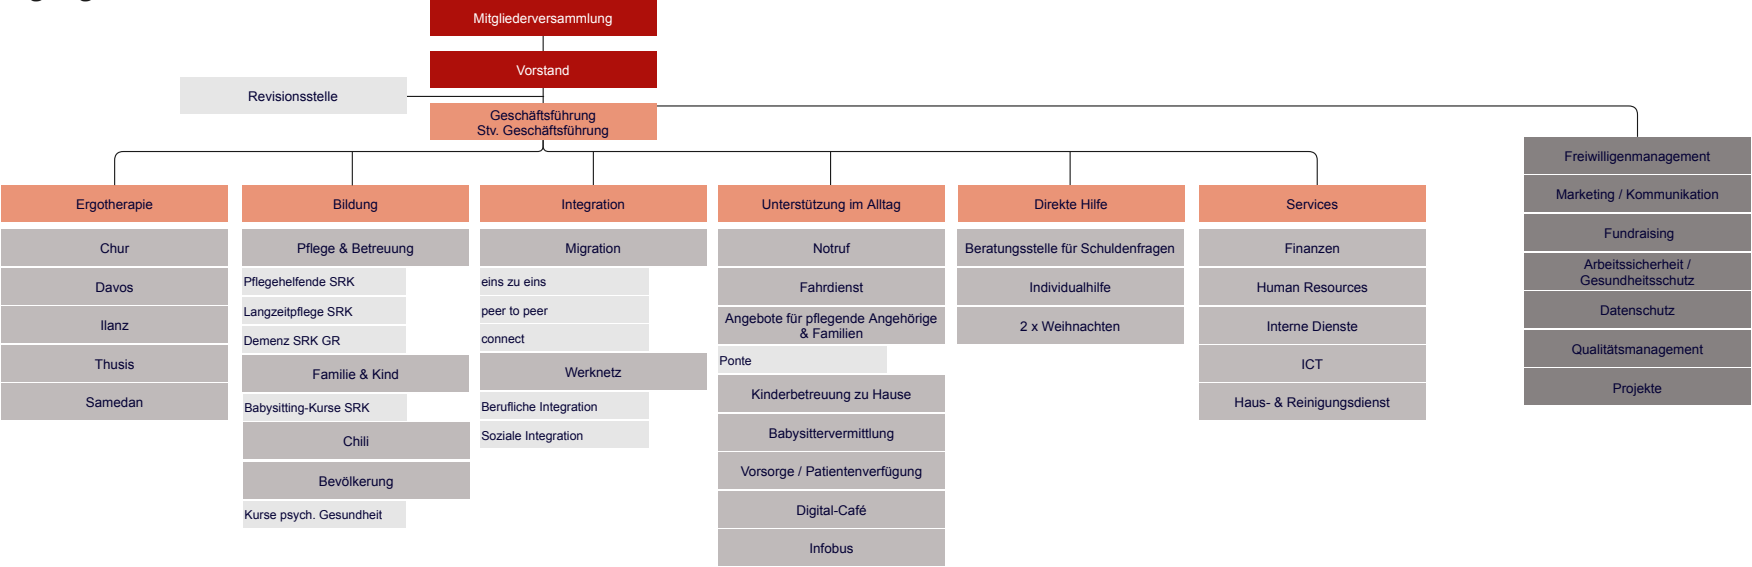 Mitgliederversammlung
Vorstand
Revisionsstelle
Geschäftsführung
Stv. Geschäftsführung
Ergotherapie
Chur
Davos
Ilanz
Thusis
Samedan
Bildung
Pflege & Betreuung
Pflegehelfende SRK
Langzeitpflege SRK
Demenz SRK GR
Familie & Kind
Babysitting-Kurse SRK
Chili
Bevölkerung
Kurse psych. Gesundheit
Integration
Migration
eins zu eins
peer to peer
connect
Werknetz
Berufliche Integration
Soziale Integration
Unterstützung im Alltag
Notruf
Fahrdienst
Angebote für pflegende Angehörige
& Familien
Ponte
Kinderbetreuung zu Hause
Babysittervermittlung
Vorsorge / Patientenverfügung
Digital-Café
Infobus
Direkte Hilfe
Beratungsstelle für Schuldenfragen
Individualhilfe
2 x Weihnachten
Services
Finanzen
Human Resources
Interne Dienste
ICT
Haus- & Reinigungsdienst
Freiwilligenmanagement
Marketing / Kommunikation
Fundraising
Arbeitssicherheit /
Gesundheitsschutz
Datenschutz
Qualitätsmanagement
Projekte